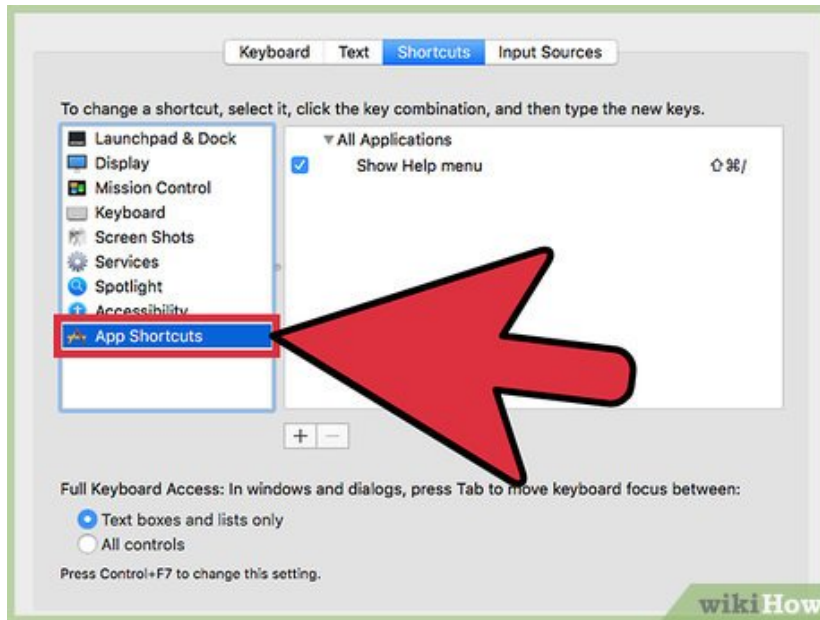 Keyboard Text Shortcuts Input Sources
To change a shortcut, select it, click the key combination, and then type the new keys.
Launchpad & Dock
Display
Mission Control
Keyboard
Screen Shots
Services
Spotlight
Accessibility
App Shortcuts
▼All Applications
Show Help menu ⇧⌘/
+ −
Full Keyboard Access: In windows and dialogs, press Tab to move keyboard focus between:
Text boxes and lists only
All controls
Press Control+F7 to change this setting.
wikiHow